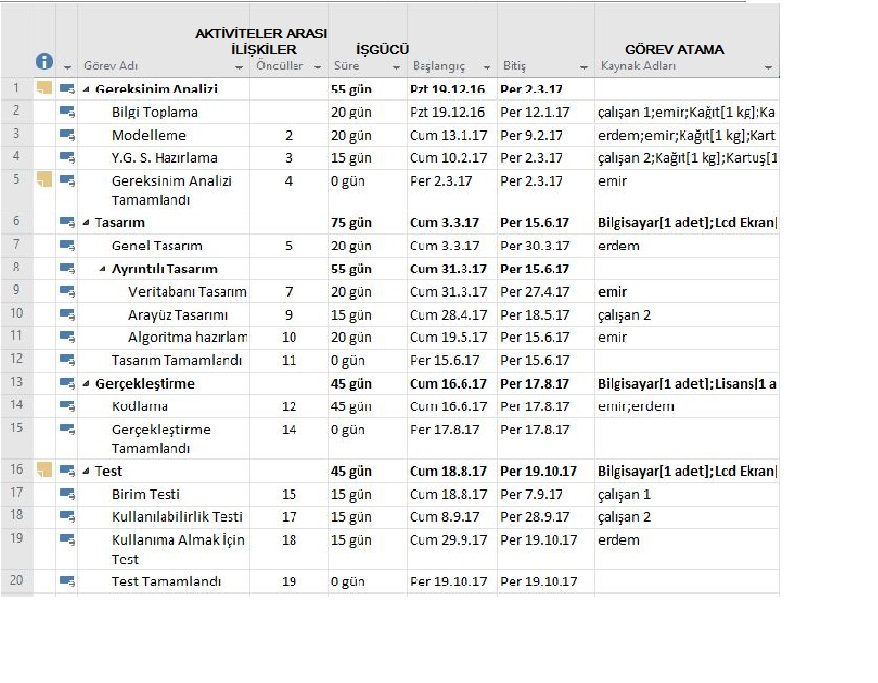 AKTİVİTELER ARASI
İLİŞKİLER İŞGÜCÜ GÖREV ATAMA
Görev Adı Öncüller Süre Başlangıç Bitiş Kaynak Adları
1 Gereksinim Analizi 55 gün Pzt 19.12.16 Per 2.3.17
2 Bilgi Toplama 20 gün Pzt 19.12.16 Per 12.1.17 çalışan 1;emir;Kağıt[1 kg];Ka
3 Modelleme 2 20 gün Cum 13.1.17 Per 9.2.17 erdem;emir;Kağıt[1 kg];Kart
4 Y.G. S. Hazırlama 3 15 gün Cum 10.2.17 Per 2.3.17 çalışan 2;Kağıt[1 kg];Kartuş[1
5 Gereksinim Analizi 4 0 gün Per 2.3.17 Per 2.3.17 emir
Tamamlandı
6 Tasarım 75 gün Cum 3.3.17 Per 15.6.17 Bilgisayar[1 adet];Lcd Ekran[
7 Genel Tasarım 5 20 gün Cum 3.3.17 Per 30.3.17 erdem
8 Ayrıntılı Tasarım 55 gün Cum 31.3.17 Per 15.6.17
9 Veritabanı Tasarım 7 20 gün Cum 31.3.17 Per 27.4.17 emir
10 Arayüz Tasarımı 9 15 gün Cum 28.4.17 Per 18.5.17 çalışan 2
11 Algoritma hazırlam 10 20 gün Cum 19.5.17 Per 15.6.17 emir
12 Tasarım Tamamlandı 11 0 gün Per 15.6.17 Per 15.6.17
13 Gerçekleştirme 45 gün Cum 16.6.17 Per 17.8.17 Bilgisayar[1 adet];Lisans[1 a
14 Kodlama 12 45 gün Cum 16.6.17 Per 17.8.17 emir;erdem
15 Gerçekleştirme 14 0 gün Per 17.8.17 Per 17.8.17
Tamamlandı
16 Test 45 gün Cum 18.8.17 Per 19.10.17 Bilgisayar[1 adet];Lcd Ekran[
17 Birim Testi 15 15 gün Cum 18.8.17 Per 7.9.17 çalışan 1
18 Kullanılabilirlik Testi 17 15 gün Cum 8.9.17 Per 28.9.17 çalışan 2
19 Kullanıma Almak İçin 18 15 gün Cum 29.9.17 Per 19.10.17 erdem
Test
20 Test Tamamlandı 19 0 gün Per 19.10.17 Per 19.10.17